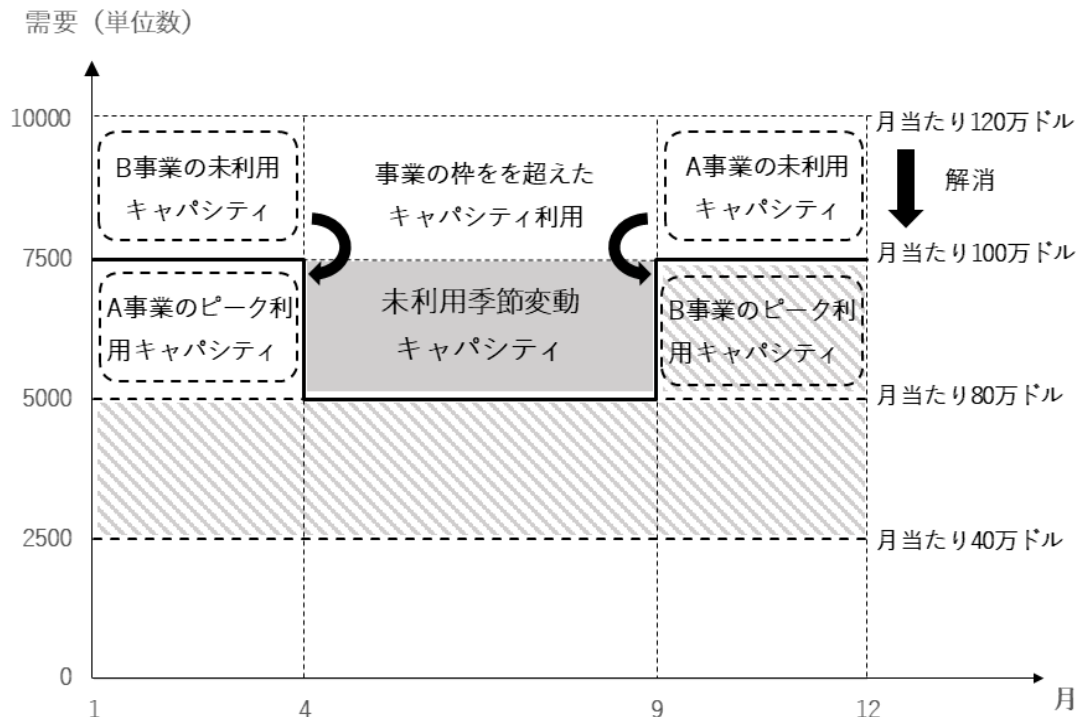 需要（単位数）
10000
月当たり120万ドル
B事業の未利用
キャパシティ
事業の枠をを超えた
キャパシティ利用
A事業の未利用
キャパシティ
解消
7500
月当たり100万ドル
A事業のピーク利
用キャパシティ
未利用季節変動
キャパシティ
B事業のピーク利
用キャパシティ
5000
月当たり80万ドル
2500
月当たり40万ドル
0
1
4
9
12
月